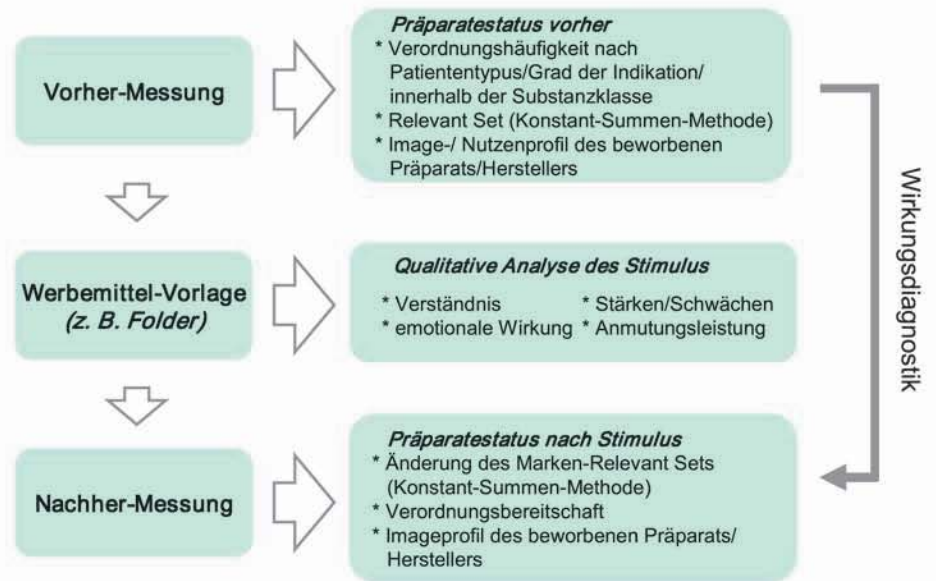 Vorher-Messung
Präparatestatus vorher
* Verordnungshäufigkeit nach
Patiententypus/Grad der Indikation/
innerhalb der Substanzklasse
* Relevant Set (Konstant-Summen-Methode)
* Image-/ Nutzenprofil des beworbenen
Präparats/Herstellers
Werbemittel-Vorlage
(z. B. Folder)
Qualitative Analyse des Stimulus
* Verständnis
* emotionale Wirkung
* Stärken/Schwächen
* Anmutungsleistung
Nachher-Messung
Präparatestatus nach Stimulus
* Änderung des Marken-Relevant Sets
(Konstant-Summen-Methode)
* Verordnungsbereitschaft
* Imageprofil des beworbenen Präparats/
Herstellers
Wirkungsdiagnostik